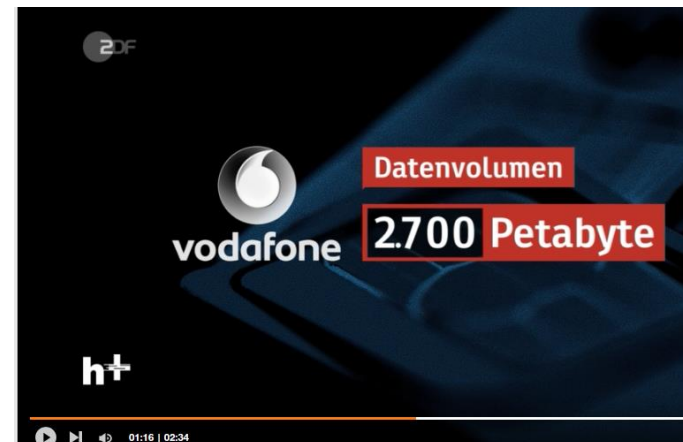 2DF
Datenvolumen
vodafone
2.700 Petabyte
h+
01:16 | 02:34